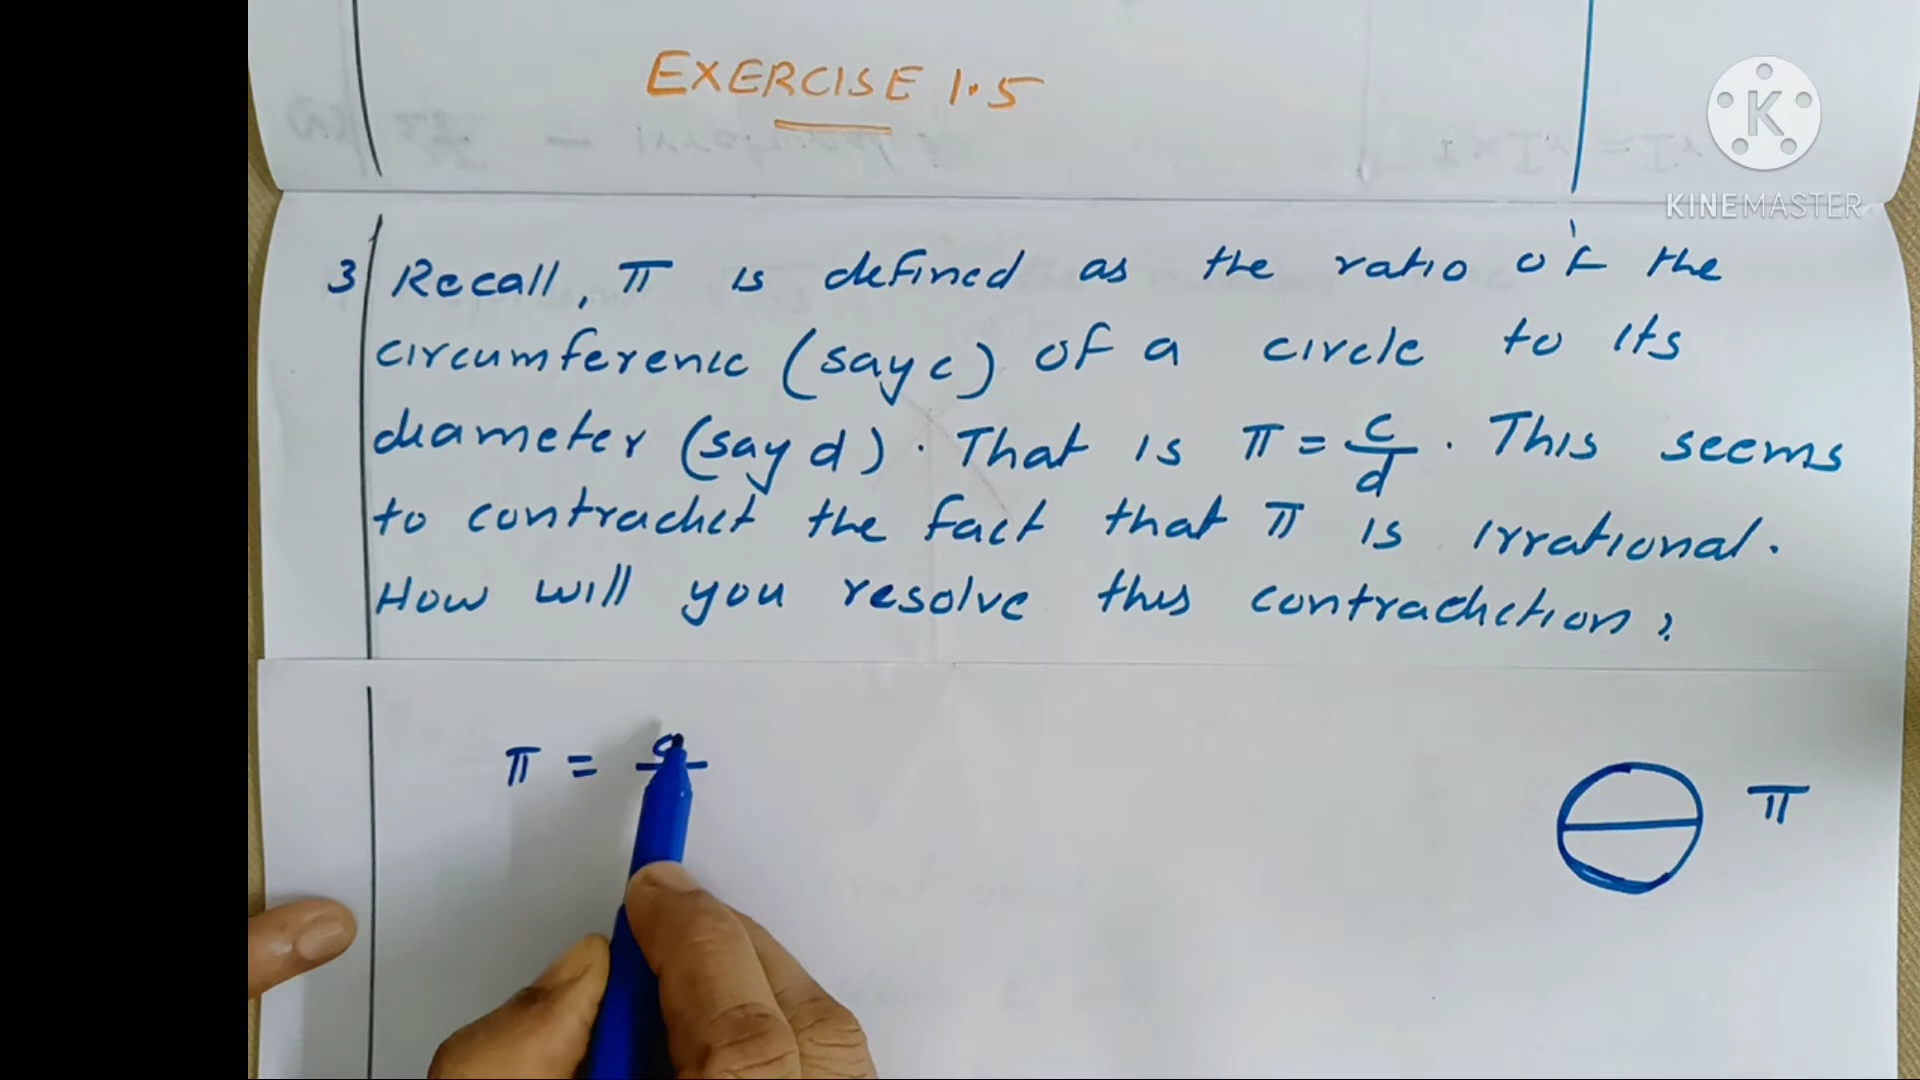 EXERCISE 1.5
K
KINEMASTER
3 Recall, π is defined as the ratio of the
circumference (say c) of a circle to its
diameter (say d). That is π = c/d. This seems
to contradict the fact that π is irrational.
How will you resolve this contradiction?
π =
π